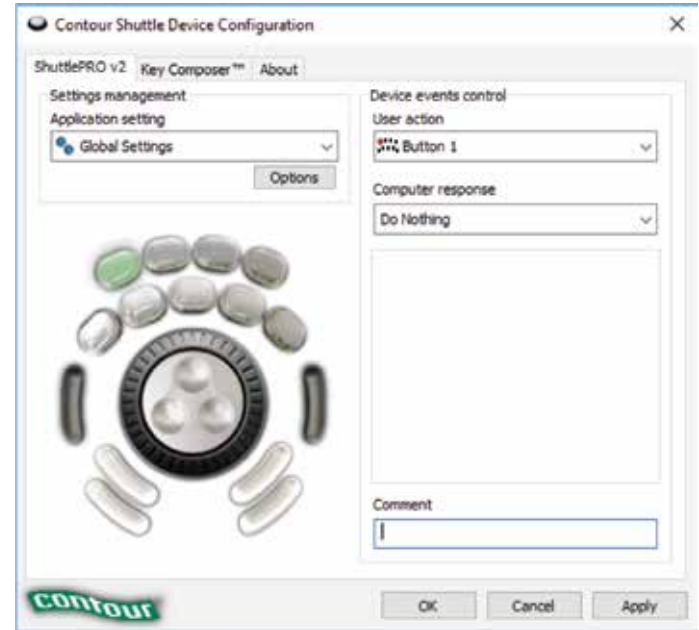 Contour Shuttle Device Configuration
ShuttlePRO v2 Key Composer™ About
Settings management
Application setting
Global Settings
Options
Device events control
User action
Button 1
Computer response
Do Nothing
Comment
contour
OK Cancel Apply